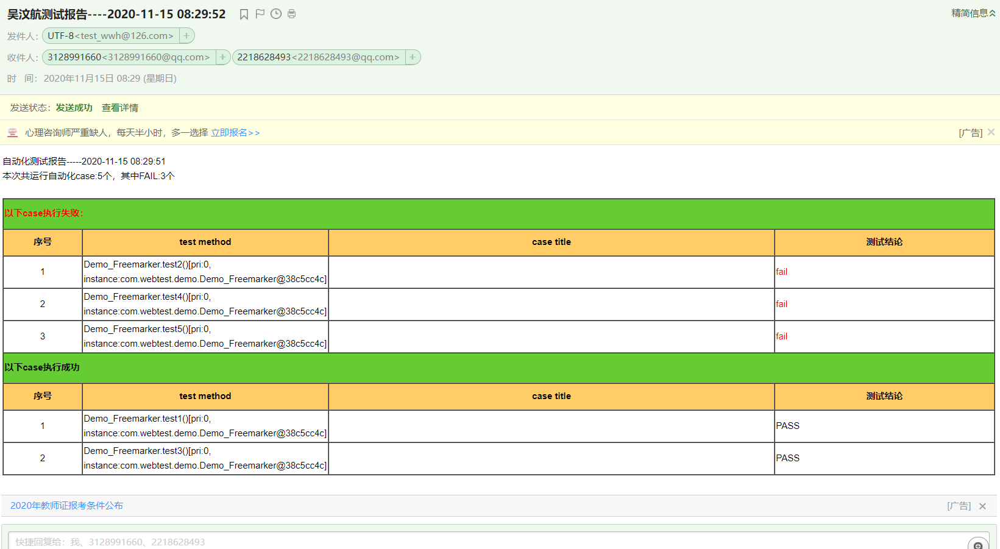 吴汶航测试报告----2020-11-15 08:29:52
精简信息
发件人： UTF-8<test_wwh@126.com> +
收件人： 3128991660<3128991660@qq.com> + 2218628493<2218628493@qq.com> +
时 间： 2020年11月15日 08:29 (星期日)
发送状态： 发送成功 查看详情
心理咨询师严重缺人，每天半小时，多一选择 立即报名>> [广告]
自动化测试报告-----2020-11-15 08:29:51
本次共运行自动化case:5个，其中FAIL:3个
以下case执行失败：
序号 test method case title 测试结论
1 Demo_Freemarker.test2()[pri:0, fail
instance:com.webtest.demo.Demo_Freemarker@38c5cc4c]
2 Demo_Freemarker.test4()[pri:0, fail
instance:com.webtest.demo.Demo_Freemarker@38c5cc4c]
3 Demo_Freemarker.test5()[pri:0, fail
instance:com.webtest.demo.Demo_Freemarker@38c5cc4c]
以下case执行成功
序号 test method case title 测试结论
1 Demo_Freemarker.test1()[pri:0, PASS
instance:com.webtest.demo.Demo_Freemarker@38c5cc4c]
2 Demo_Freemarker.test3()[pri:0, PASS
instance:com.webtest.demo.Demo_Freemarker@38c5cc4c]
2020年教师证报考条件公布 [广告]
快捷回复给：我、3128991660、2218628493